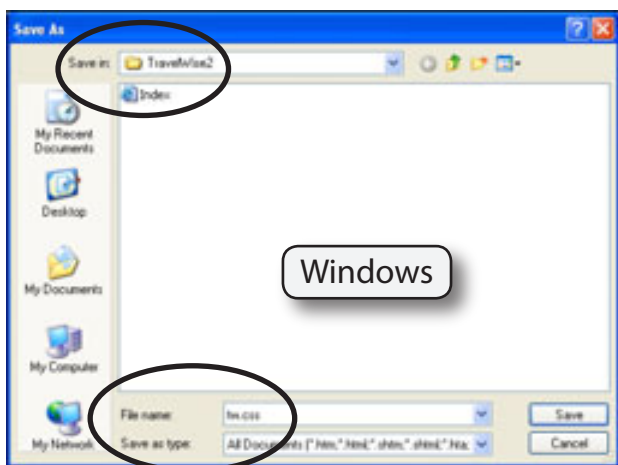 Save As
Save in: TravelWise2
Index
My Recent
Documents
Desktop
My Documents
Windows
My Computer
My Network
File name: tw.css
Save as type: All Documents (*.htm;*.html;*.shtm;*.shtml;*.hta;
Save
Cancel